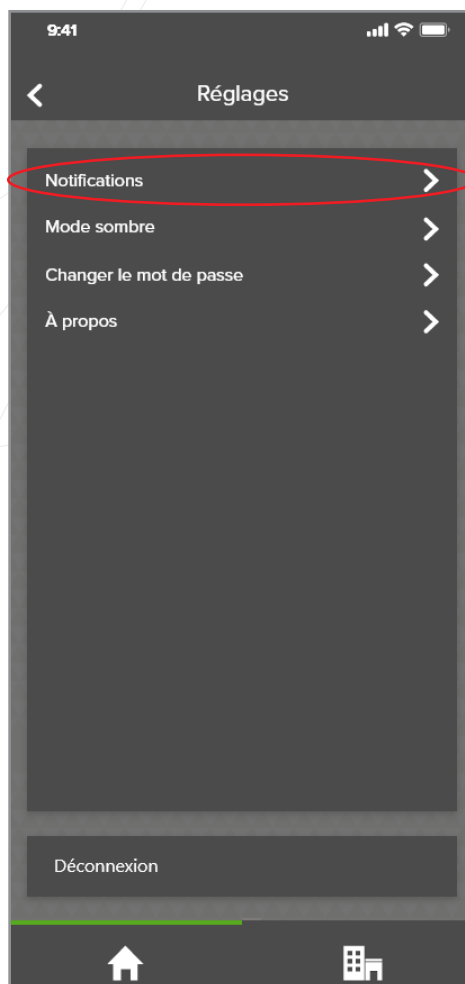 9:41
Réglages
Notifications
Mode sombre
Changer le mot de passe
À propos
Déconnexion